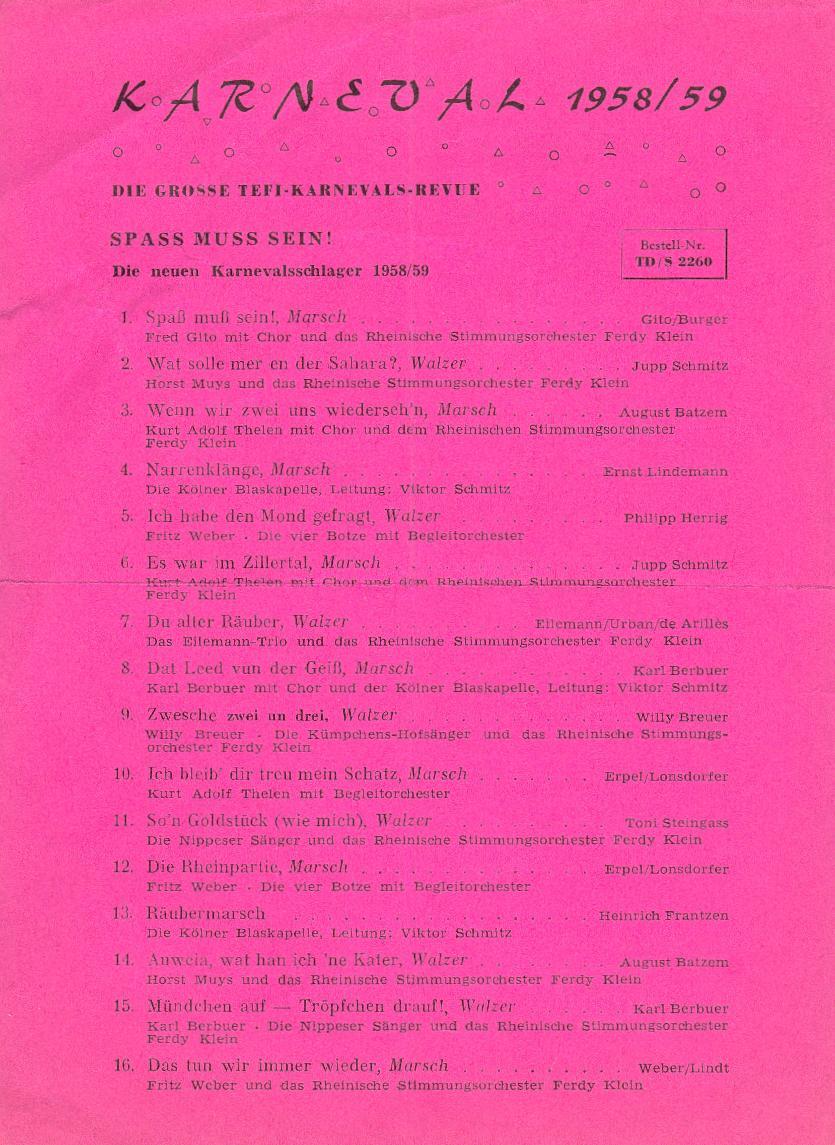 KARNEVAL 1958/59
DIE GROSSE TEFI-KARNEVALS-REVUE
SPASS MUSS SEIN!
Bestell-Nr.
TD/S 2260
Die neuen Karnevalsschlager 1958/59
1. Spaß muß sein!, Marsch . . . . . . . . . . . . . . . . . Gito/Burger
Fred Gito mit Chor und das Rheinische Stimmungsorchester Ferdy Klein
2. Wat solle mer en der Sahara?, Walzer . . . . . . . . . Jupp Schmitz
Horst Muys und das Rheinische Stimmungsorchester Ferdy Klein
3. Wenn wir zwei uns wiederseh'n, Marsch . . . . . . August Batzem
Kurt Adolf Thelen mit Chor und dem Rheinischen Stimmungsorchester
Ferdy Klein
4. Narrenklänge, Marsch . . . . . . . . . . . . . . . Ernst Lindemann
Die Kölner Blaskapelle, Leitung: Viktor Schmitz
5. Ich habe den Mond gefragt, Walzer . . . . . . . . . Philipp Herrig
Fritz Weber · Die vier Botze mit Begleitorchester
6. Es war im Zillertal, Marsch . . . . . . . . . . . . . . Jupp Schmitz
Kurt Adolf Thelen mit Chor und dem Rheinischen Stimmungsorchester
Ferdy Klein
7. Du alter Räuber, Walzer . . . . . . . . . . Eilemann/Urban/de Arillès
Das Eilemann-Trio und das Rheinische Stimmungsorchester Ferdy Klein
8. Dat Leed vun der Geiß, Marsch . . . . . . . . . . . . Karl Berbuer
Karl Berbuer mit Chor und der Kölner Blaskapelle, Leitung: Viktor Schmitz
9. Zwesche zwei un drei, Walzer . . . . . . . . . . . . . Willy Breuer
Willy Breuer · Die Kümpchens-Hofsänger und das Rheinische Stimmungs-
orchester Ferdy Klein
10. Ich bleib' dir treu mein Schatz, Marsch . . . . . . . Erpel/Lonsdorfer
Kurt Adolf Thelen mit Begleitorchester
11. So'n Goldstück (wie mich), Walzer . . . . . . . . . . Toni Steingass
Die Nippeser Sänger und das Rheinische Stimmungsorchester Ferdy Klein
12. Die Rheinpartie, Marsch . . . . . . . . . . . . . . Erpel/Lonsdorfer
Fritz Weber · Die vier Botze mit Begleitorchester
13. Räubermarsch . . . . . . . . . . . . . . . . . Heinrich Frantzen
Die Kölner Blaskapelle, Leitung: Viktor Schmitz
14. Auweia, wat han ich 'ne Kater, Walzer . . . . . . . . August Batzem
Horst Muys und das Rheinische Stimmungsorchester Ferdy Klein
15. Mündchen auf — Tröpfchen drauf!, Walzer . . . . . . Karl Berbuer
Karl Berbuer · Die Nippeser Sänger und das Rheinische Stimmungsorchester
Ferdy Klein
16. Das tun wir immer wieder, Marsch . . . . . . . . . . Weber/Lindt
Fritz Weber und das Rheinische Stimmungsorchester Ferdy Klein